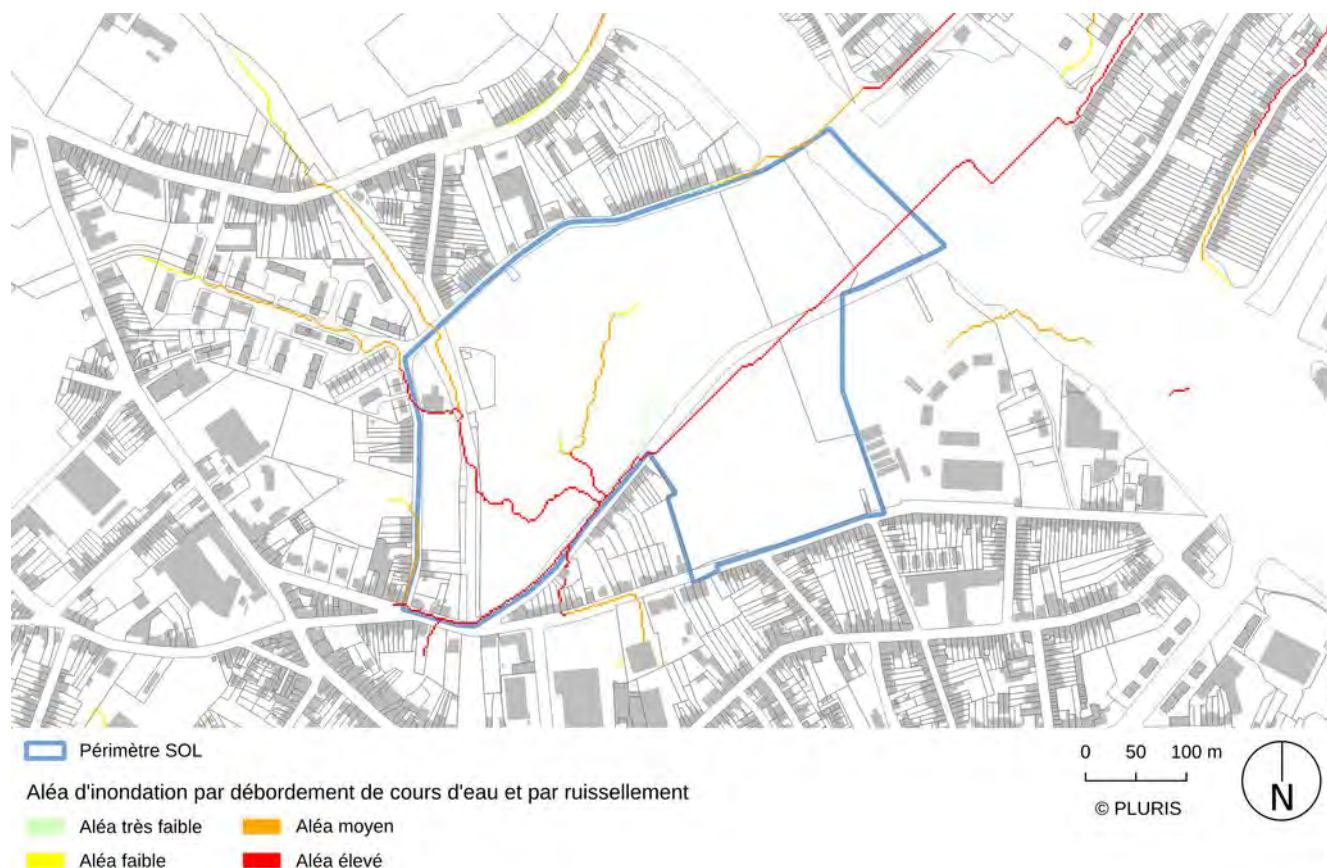 Périmètre SOL
Aléa d'inondation par débordement de cours d'eau et par ruissellement
Aléa très faible
Aléa moyen
Aléa faible
Aléa élevé
0 50 100 m
© PLURIS
N